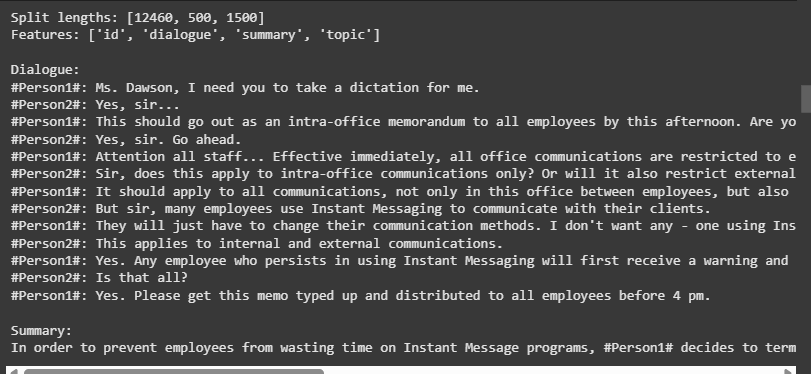 Split lengths: [12460, 500, 1500]
Features: ['id', 'dialogue', 'summary', 'topic']
Dialogue:
#Person1#: Ms. Dawson, I need you to take a dictation for me.
#Person2#: Yes, sir...
#Person1#: This should go out as an intra-office memorandum to all employees by this afternoon. Are yo
#Person2#: Yes, sir. Go ahead.
#Person1#: Attention all staff... Effective immediately, all office communications are restricted to e
#Person2#: Sir, does this apply to intra-office communications only? Or will it also restrict external
#Person1#: It should apply to all communications, not only in this office between employees, but also
#Person2#: But sir, many employees use Instant Messaging to communicate with their clients.
#Person1#: They will just have to change their communication methods. I don't want any - one using Ins
#Person2#: This applies to internal and external communications.
#Person1#: Yes. Any employee who persists in using Instant Messaging will first receive a warning and
#Person2#: Is that all?
#Person1#: Yes. Please get this memo typed up and distributed to all employees before 4 pm.
Summary:
In order to prevent employees from wasting time on Instant Message programs, #Person1# decides to term